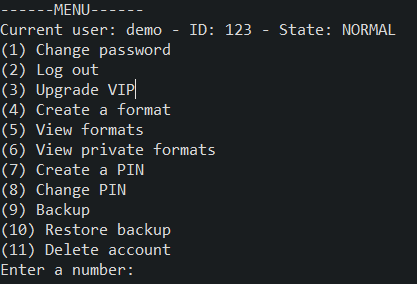 ------MENU------
Current user: demo - ID: 123 - State: NORMAL
(1) Change password
(2) Log out
(3) Upgrade VIP
(4) Create a format
(5) View formats
(6) View private formats
(7) Create a PIN
(8) Change PIN
(9) Backup
(10) Restore backup
(11) Delete account
Enter a number: